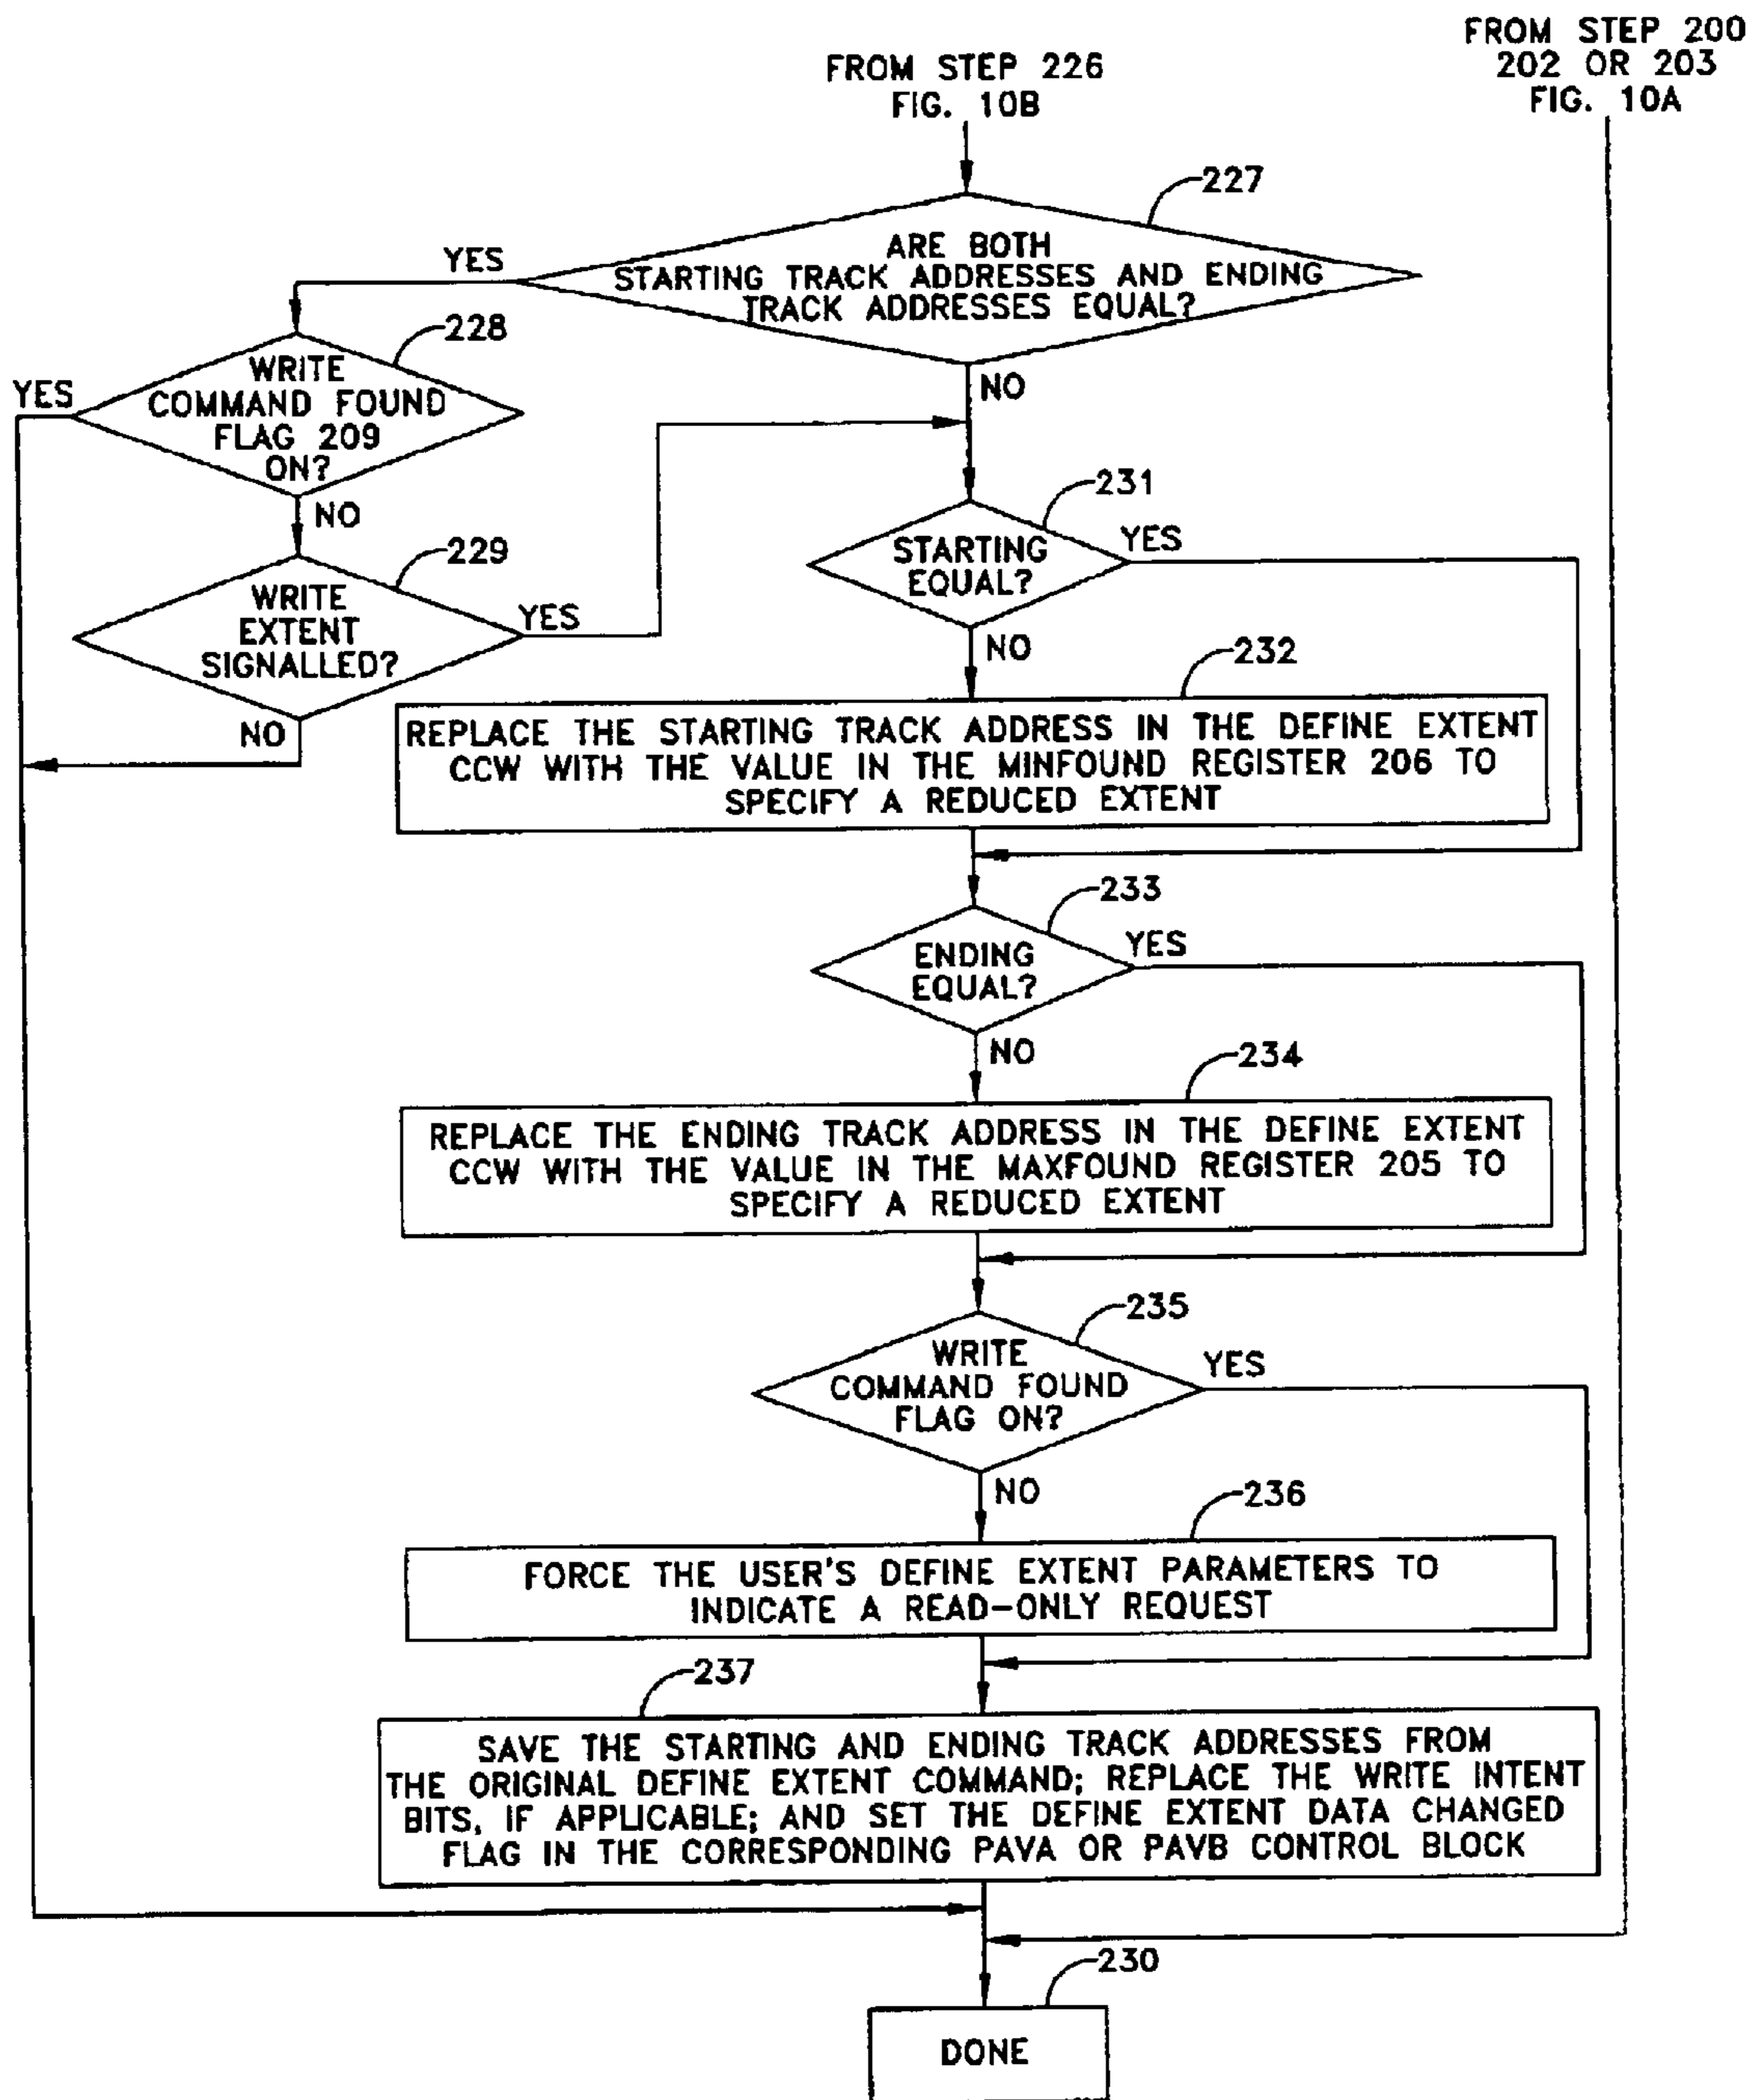 FROM STEP 200
202 OR 203
FIG. 10A
FROM STEP 226
FIG. 10B
227
ARE BOTH
STARTING TRACK ADDRESSES AND ENDING
TRACK ADDRESSES EQUAL?
YES
NO
228
WRITE
COMMAND FOUND
FLAG 209
ON?
YES
NO
229
WRITE
EXTENT
SIGNALLED?
YES
NO
231
STARTING
EQUAL?
YES
NO
232
REPLACE THE STARTING TRACK ADDRESS IN THE DEFINE EXTENT
CCW WITH THE VALUE IN THE MINFOUND REGISTER 206 TO
SPECIFY A REDUCED EXTENT
233
ENDING
EQUAL?
YES
NO
234
REPLACE THE ENDING TRACK ADDRESS IN THE DEFINE EXTENT
CCW WITH THE VALUE IN THE MAXFOUND REGISTER 205 TO
SPECIFY A REDUCED EXTENT
235
WRITE
COMMAND FOUND
FLAG ON?
YES
NO
236
FORCE THE USER'S DEFINE EXTENT PARAMETERS TO
INDICATE A READ-ONLY REQUEST
237
SAVE THE STARTING AND ENDING TRACK ADDRESSES FROM
THE ORIGINAL DEFINE EXTENT COMMAND; REPLACE THE WRITE INTENT
BITS, IF APPLICABLE; AND SET THE DEFINE EXTENT DATA CHANGED
FLAG IN THE CORRESPONDING PAVA OR PAVB CONTROL BLOCK
230
DONE